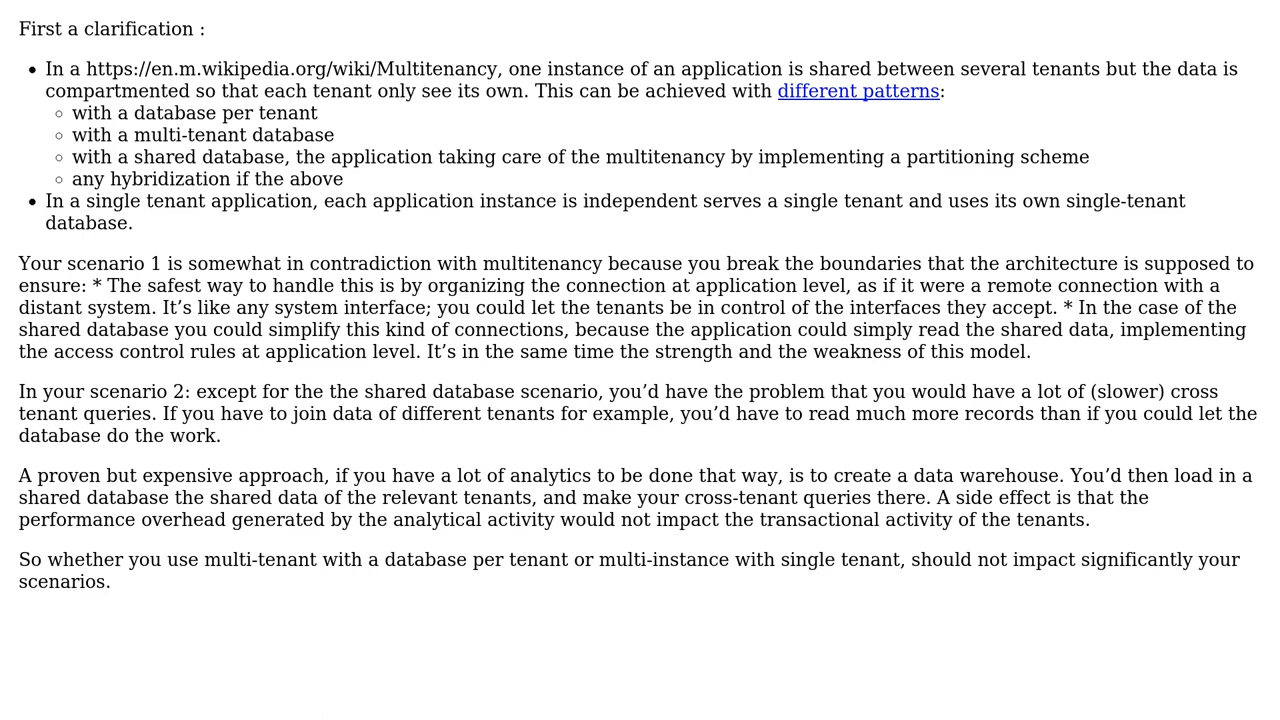 First a clarification :
In a https://en.m.wikipedia.org/wiki/Multitenancy, one instance of an application is shared between several tenants but the data is
compartmented so that each tenant only see its own. This can be achieved with different patterns:
with a database per tenant
with a multi-tenant database
with a shared database, the application taking care of the multitenancy by implementing a partitioning scheme
any hybridization if the above
In a single tenant application, each application instance is independent serves a single tenant and uses its own single-tenant
database.
Your scenario 1 is somewhat in contradiction with multitenancy because you break the boundaries that the architecture is supposed to
ensure: * The safest way to handle this is by organizing the connection at application level, as if it were a remote connection with a
distant system. It’s like any system interface; you could let the tenants be in control of the interfaces they accept. * In the case of the
shared database you could simplify this kind of connections, because the application could simply read the shared data, implementing
the access control rules at application level. It’s in the same time the strength and the weakness of this model.
In your scenario 2: except for the the shared database scenario, you’d have the problem that you would have a lot of (slower) cross
tenant queries. If you have to join data of different tenants for example, you’d have to read much more records than if you could let the
database do the work.
A proven but expensive approach, if you have a lot of analytics to be done that way, is to create a data warehouse. You’d then load in a
shared database the shared data of the relevant tenants, and make your cross-tenant queries there. A side effect is that the
performance overhead generated by the analytical activity would not impact the transactional activity of the tenants.
So whether you use multi-tenant with a database per tenant or multi-instance with single tenant, should not impact significantly your
scenarios.